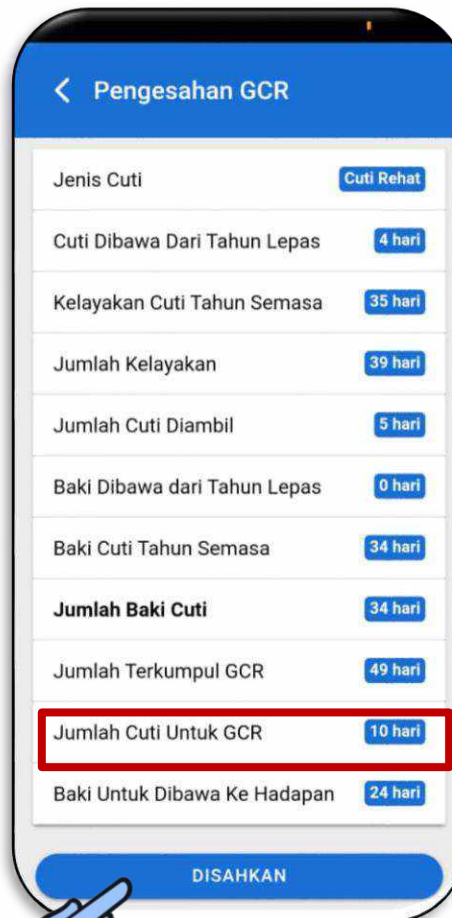 Pengesahan GCR
Jenis Cuti Cuti Rehat
Cuti Dibawa Dari Tahun Lepas 4 hari
Kelayakan Cuti Tahun Semasa 35 hari
Jumlah Kelayakan 39 hari
Jumlah Cuti Diambil 5 hari
Baki Dibawa dari Tahun Lepas 0 hari
Baki Cuti Tahun Semasa 34 hari
Jumlah Baki Cuti 34 hari
Jumlah Terkumpul GCR 49 hari
Jumlah Cuti Untuk GCR 10 hari
Baki Untuk Dibawa Ke Hadapan 24 hari
DISAHKAN